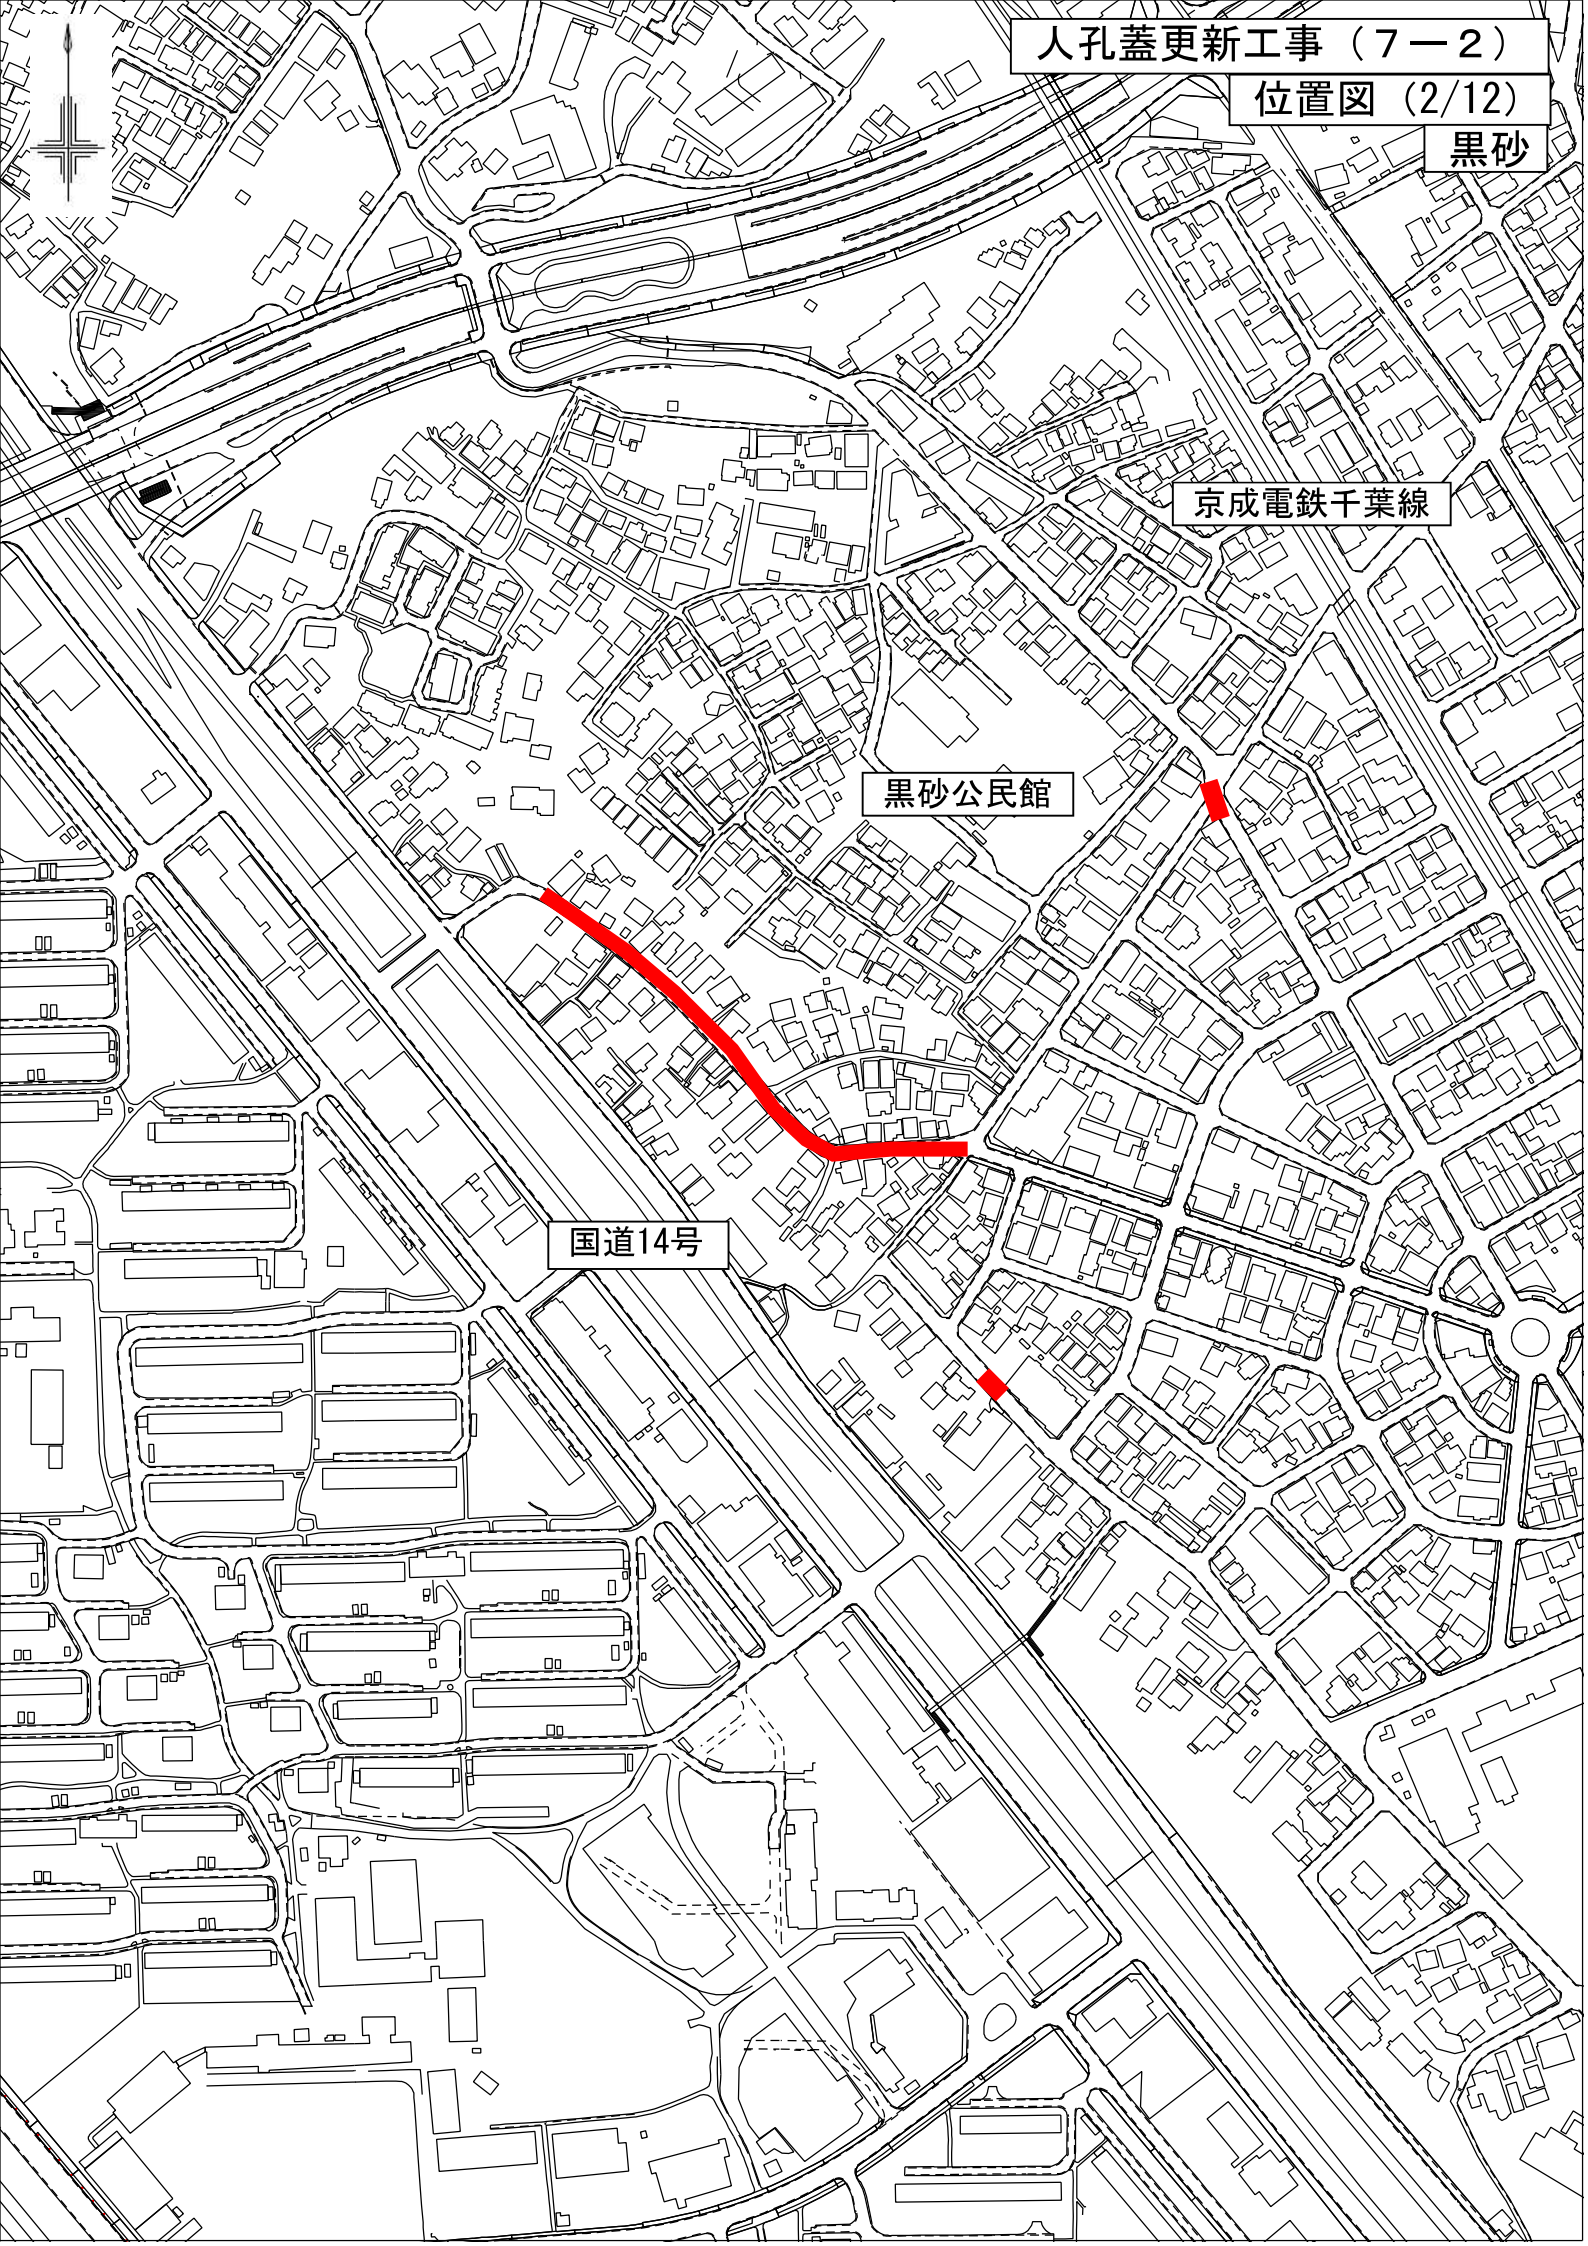 人孔蓋更新工事（７－２）
位置図（2/12）
黒砂
京成電鉄千葉線
黒砂公民館
国道14号